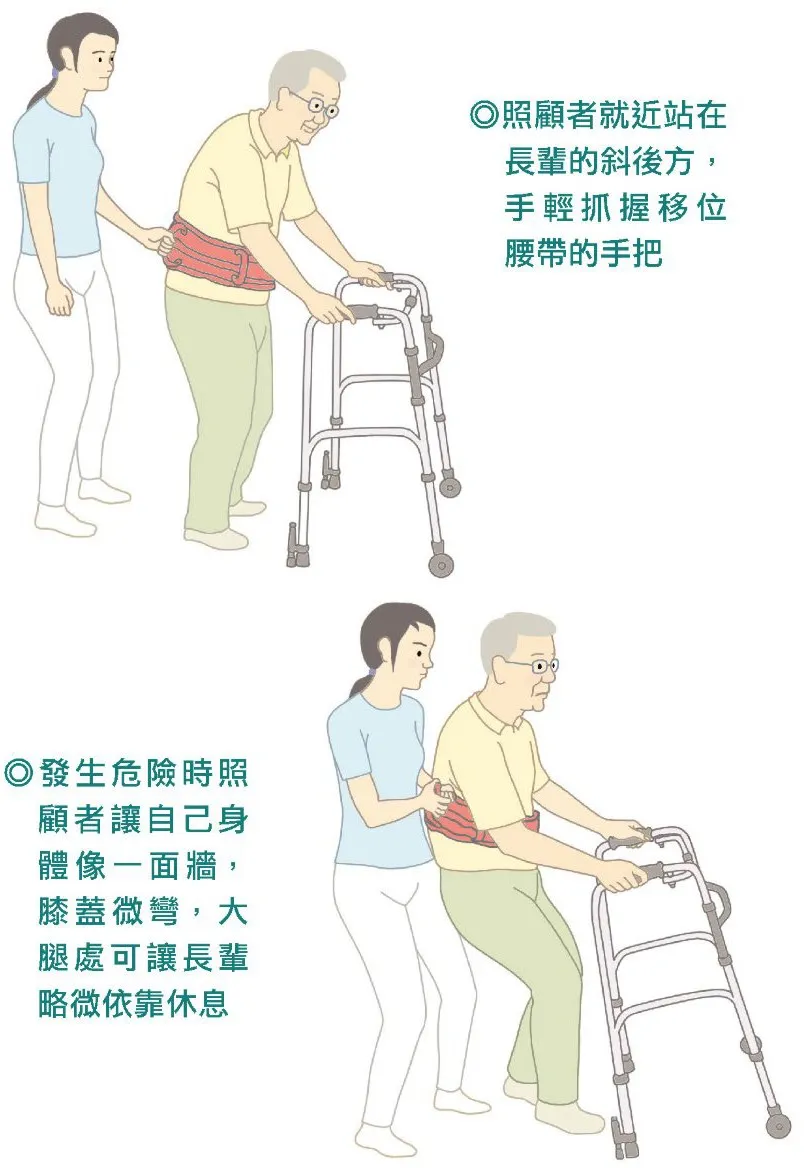 ◎照顧者就近站在
長輩的斜後方，
手輕抓握移位
腰帶的手把
◎發生危險時照
顧者讓自己身
體像一面牆，
膝蓋微彎，大
腿處可讓長輩
略微依靠休息